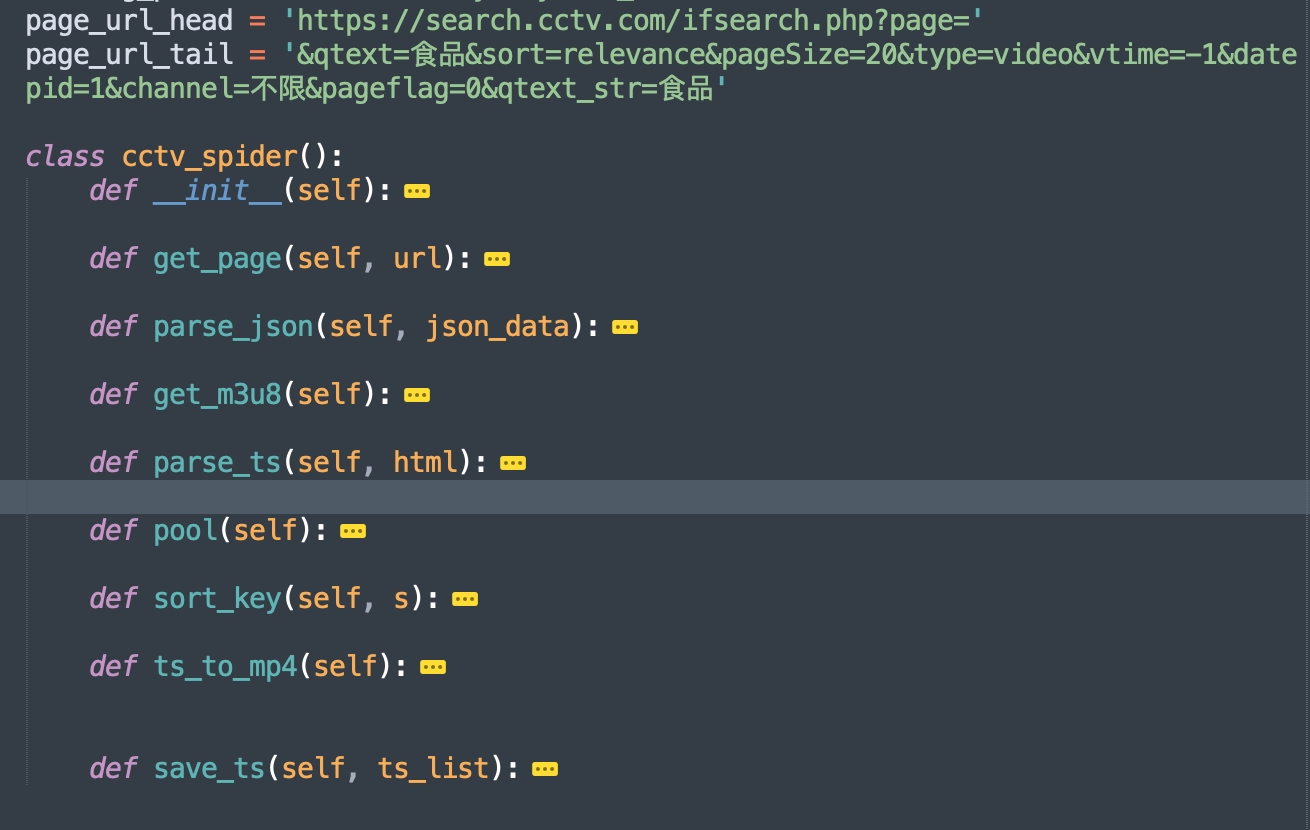 page_url_head = 'https://search.cctv.com/ifsearch.php?page='
page_url_tail = '&qtext=食品&sort=relevance&pageSize=20&type=video&vtime=-1&date
pid=1&channel=不限&pageflag=0&qtext_str=食品'
class cctv_spider():
def __init__(self):
def get_page(self, url):
def parse_json(self, json_data):
def get_m3u8(self):
def parse_ts(self, html):
def pool(self):
def sort_key(self, s):
def ts_to_mp4(self):
def save_ts(self, ts_list):